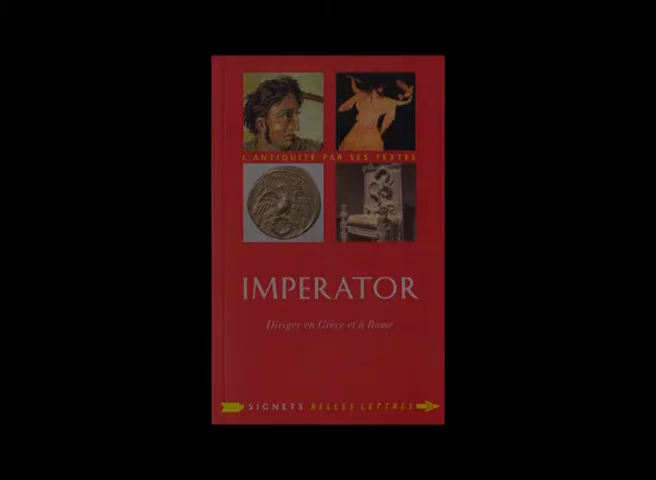 L'ANTIQUITÉ PAR SES TEXTES
IMPERATOR
Diriger en Grèce et à Rome
SIGNETS BELLES LETTRES